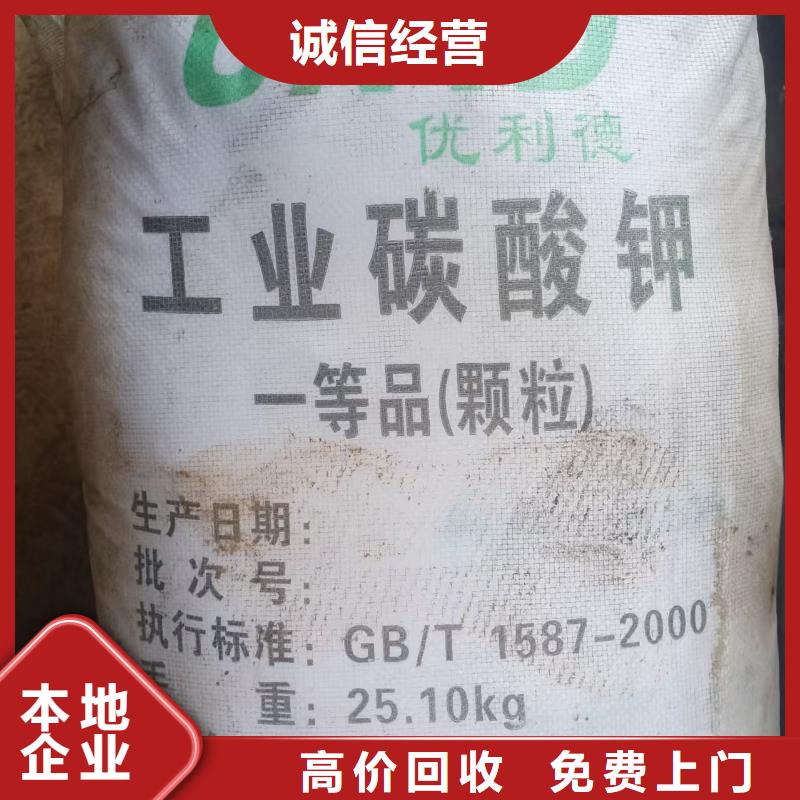 诚信经营
优利德
工业碳酸钾
一等品(颗粒)
生产日期:
批次号:
执行标准: GB/T 1587-2000
重: 25.10kg
本地
企业
高价回收 免费上门